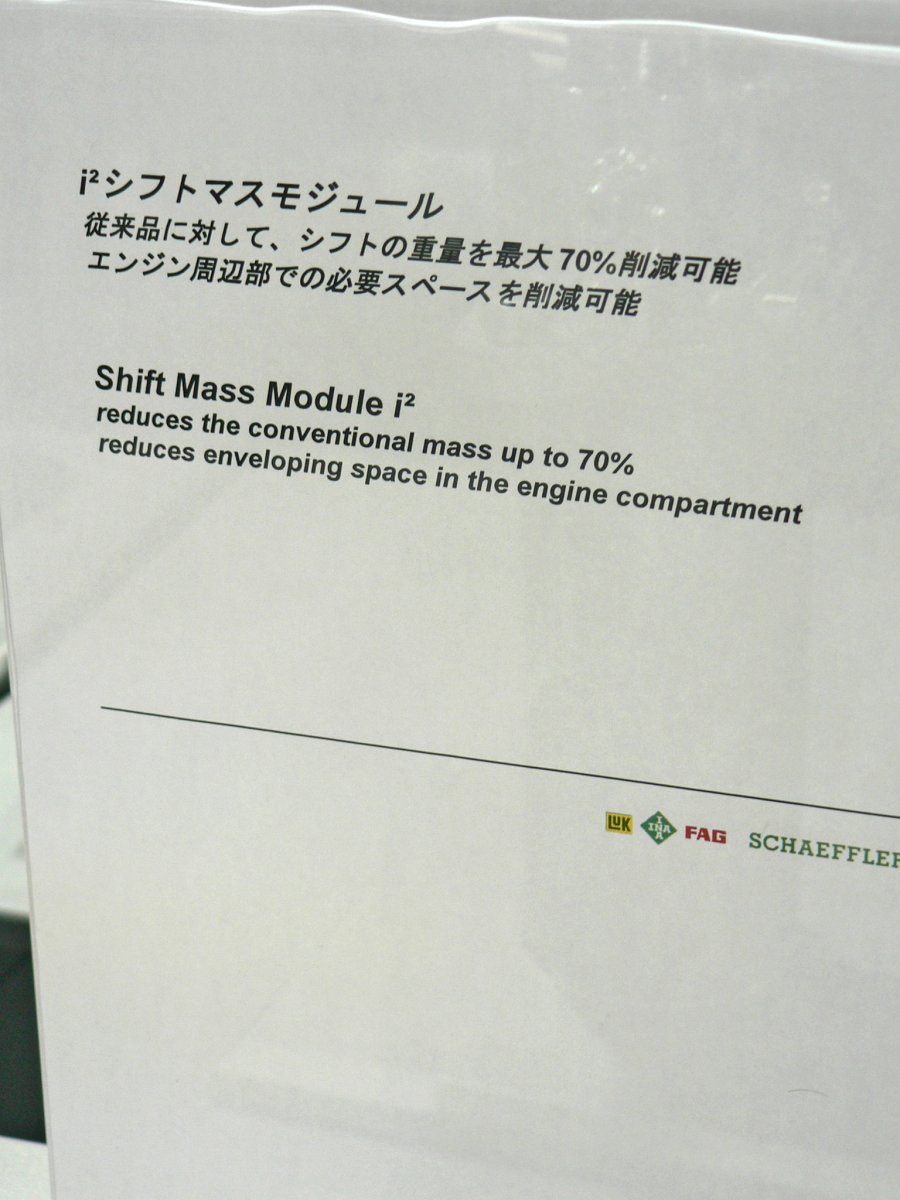 i²シフトマスモジュール
従来品に対して、シフトの重量を最大70%削減可能
エンジン周辺部での必要スペースを削減可能
Shift Mass Module i²
reduces the conventional mass up to 70%
reduces enveloping space in the engine compartment
LUK INA FAG SCHAEFFLER